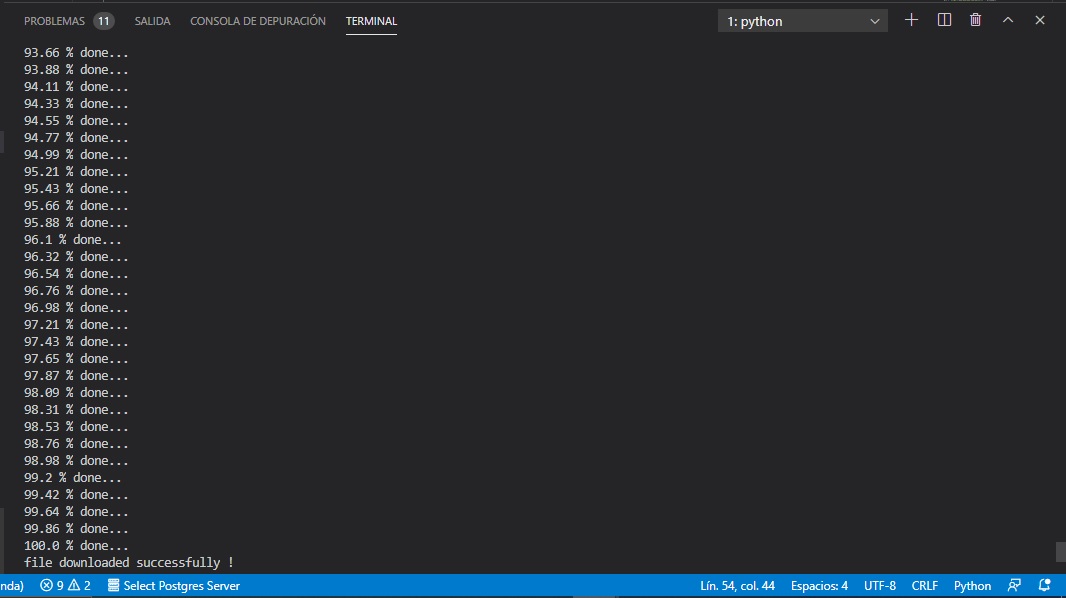 PROBLEMAS 11 SALIDA CONSOLA DE DEPURACIÓN TERMINAL 1: python
93.66 % done...
93.88 % done...
94.11 % done...
94.33 % done...
94.55 % done...
94.77 % done...
94.99 % done...
95.21 % done...
95.43 % done...
95.66 % done...
95.88 % done...
96.1 % done...
96.32 % done...
96.54 % done...
96.76 % done...
96.98 % done...
97.21 % done...
97.43 % done...
97.65 % done...
97.87 % done...
98.09 % done...
98.31 % done...
98.53 % done...
98.76 % done...
98.98 % done...
99.2 % done...
99.42 % done...
99.64 % done...
99.86 % done...
100.0 % done...
file downloaded successfully !
nda) 9 2 Select Postgres Server Lín. 54, col. 44 Espacios: 4 UTF-8 CRLF Python